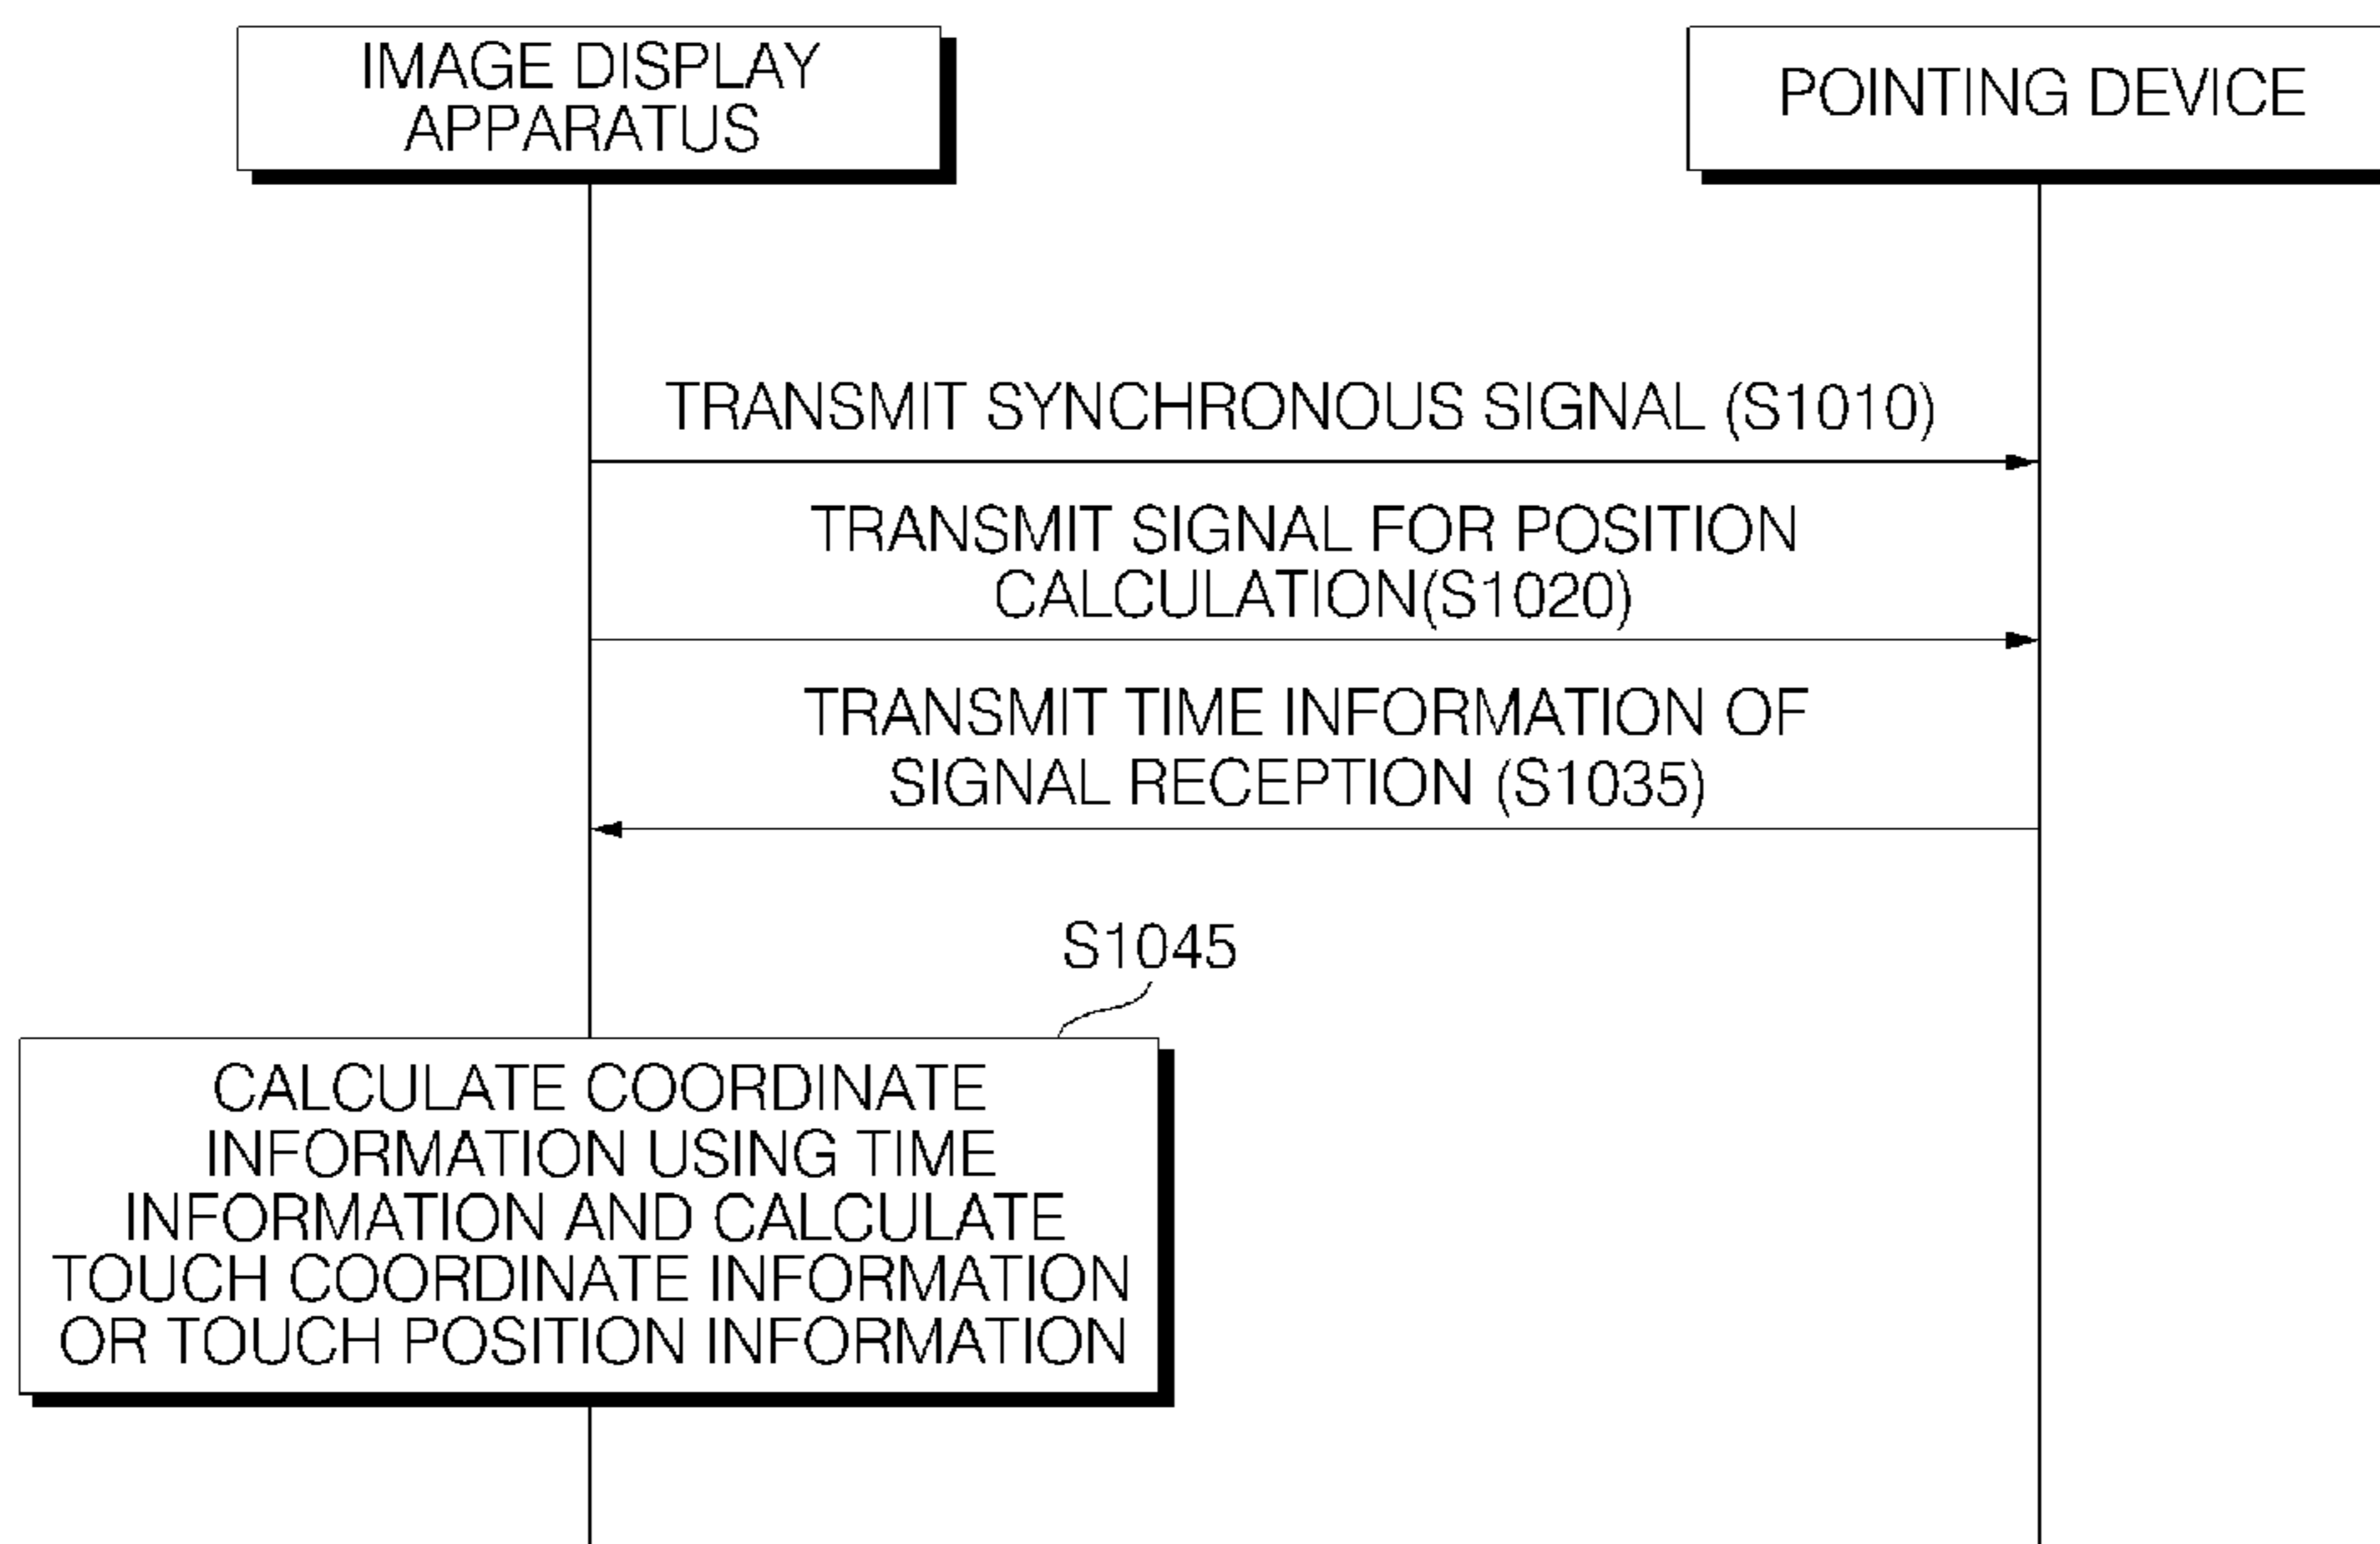 IMAGE DISPLAY
APPARATUS
POINTING DEVICE
TRANSMIT SYNCHRONOUS SIGNAL (S1010)
TRANSMIT SIGNAL FOR POSITION
CALCULATION(S1020)
TRANSMIT TIME INFORMATION OF
SIGNAL RECEPTION (S1035)
S1045
CALCULATE COORDINATE
INFORMATION USING TIME
INFORMATION AND CALCULATE
TOUCH COORDINATE INFORMATION
OR TOUCH POSITION INFORMATION